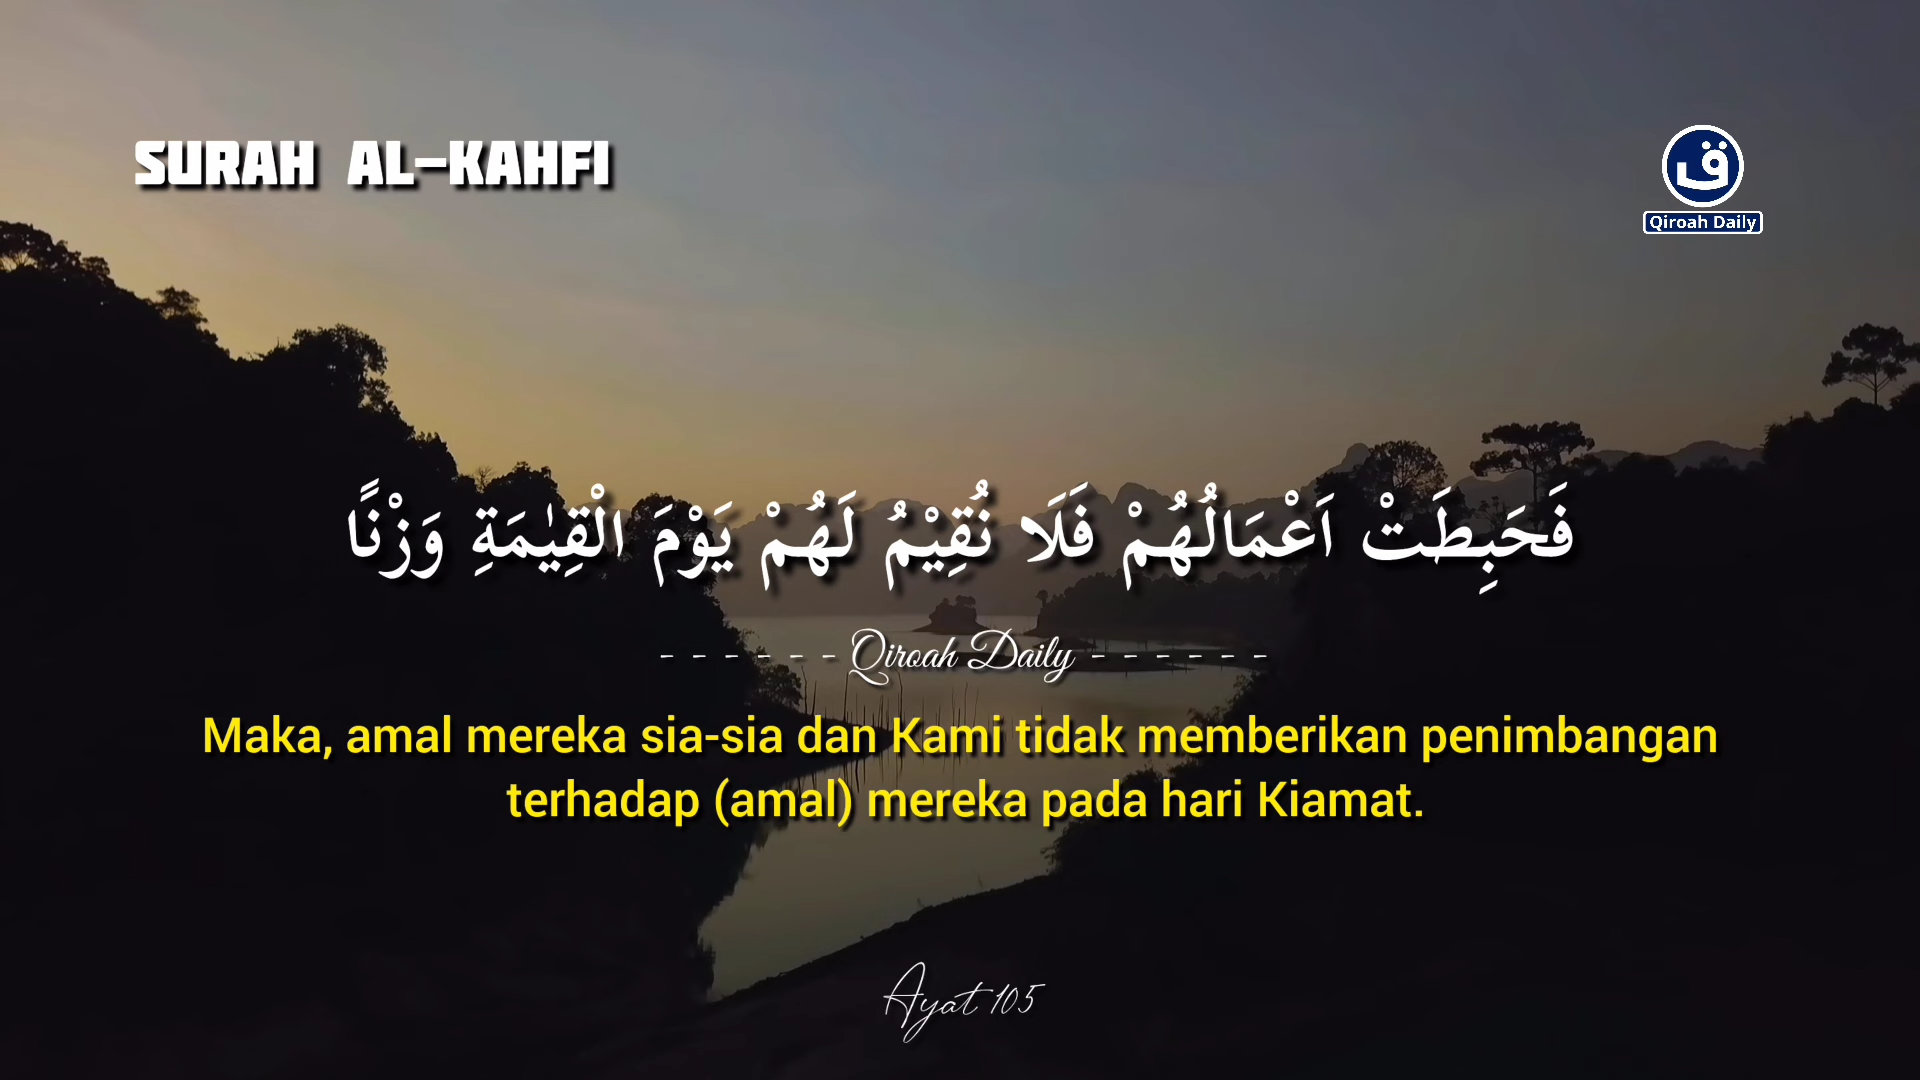 SURAH AL-KAHFI
ق
Qiroah Daily
فَحَبِطَتْ اَعْمَالُهُمْ فَلَا نُقِيْمُ لَهُمْ يَوْمَ الْقِيٰمَةِ وَزْنًا
- - - - - - Qiroah Daily - - - - - -
Maka, amal mereka sia-sia dan Kami tidak memberikan penimbangan
terhadap (amal) mereka pada hari Kiamat.
Ayat 105